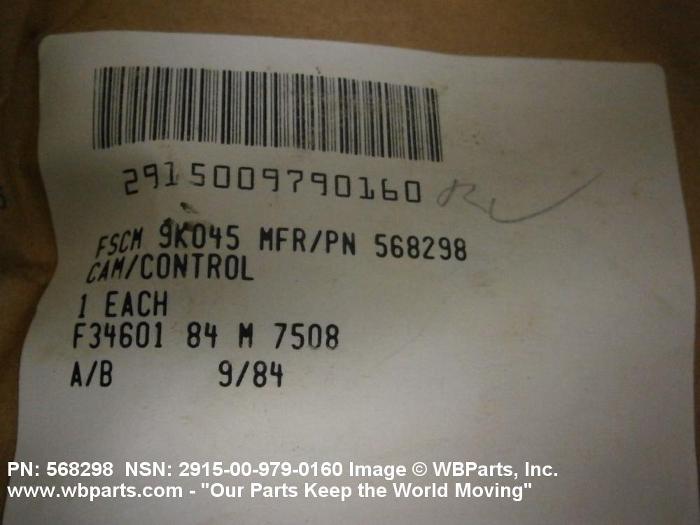 2915009790160
FSCM 9K045 MFR/PN 568298
CAM/CONTROL
1 EACH
F34601 84 M 7508
A/B 9/84
PN: 568298 NSN: 2915-00-979-0160 Image © WBParts, Inc.
www.wbparts.com - "Our Parts Keep the World Moving"